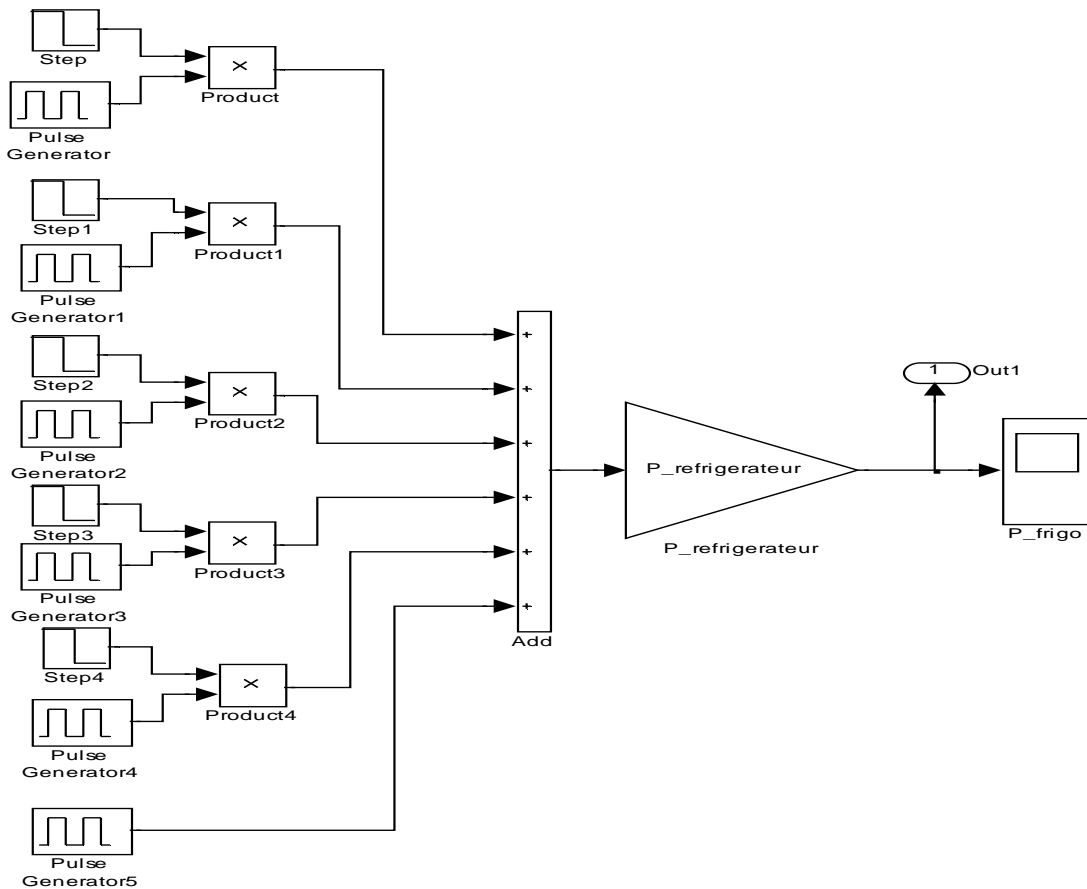 Step
×
Product
Pulse
Generator
Step1
×
Product1
Pulse
Generator1
Step2
×
Product2
Pulse
Generator2
Step3
×
Product3
Pulse
Generator3
Step4
×
Product4
Pulse
Generator4
Pulse
Generator5
+
+
+
+
+
+
Add
P_refrigerateur
P_refrigerateur
1
Out1
P_frigo